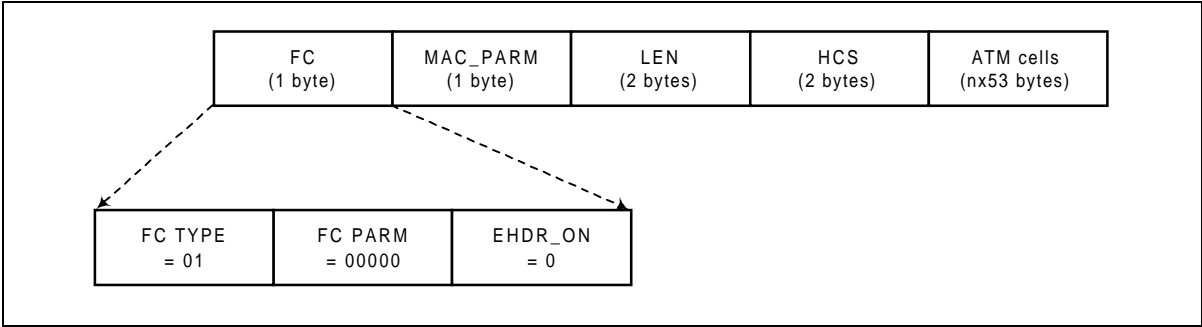 FC
(1 byte)
MAC_PARM
(1 byte)
LEN
(2 bytes)
HCS
(2 bytes)
ATM cells
(nx53 bytes)
FC TYPE
= 01
FC PARM
= 00000
EHDR_ON
= 0